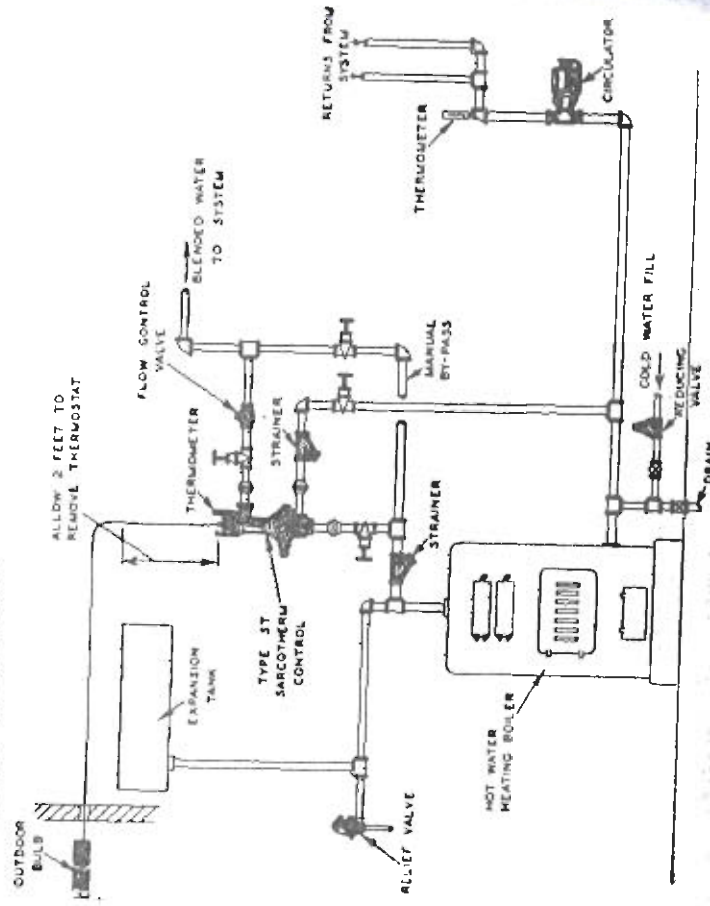 OUTDOOR
BULB
ALLOW 2 FEET TO
REMOVE THERMOSTAT
EXPANSION
TANK
THERMOMETER
FLOW CONTROL
VALVE
BLENDED WATER
TO SYSTEM
RETURNS FROM
SYSTEM
STRAINER
TYPE ST
SARCOTHERM
CONTROL
MANUAL
BY-PASS
THERMOMETER
CIRCULATOR
STRAINER
RELIEF VALVE
HOT WATER
HEATING BOILER
COLD WATER FILL
REDUCING
VALVE
DRAIN